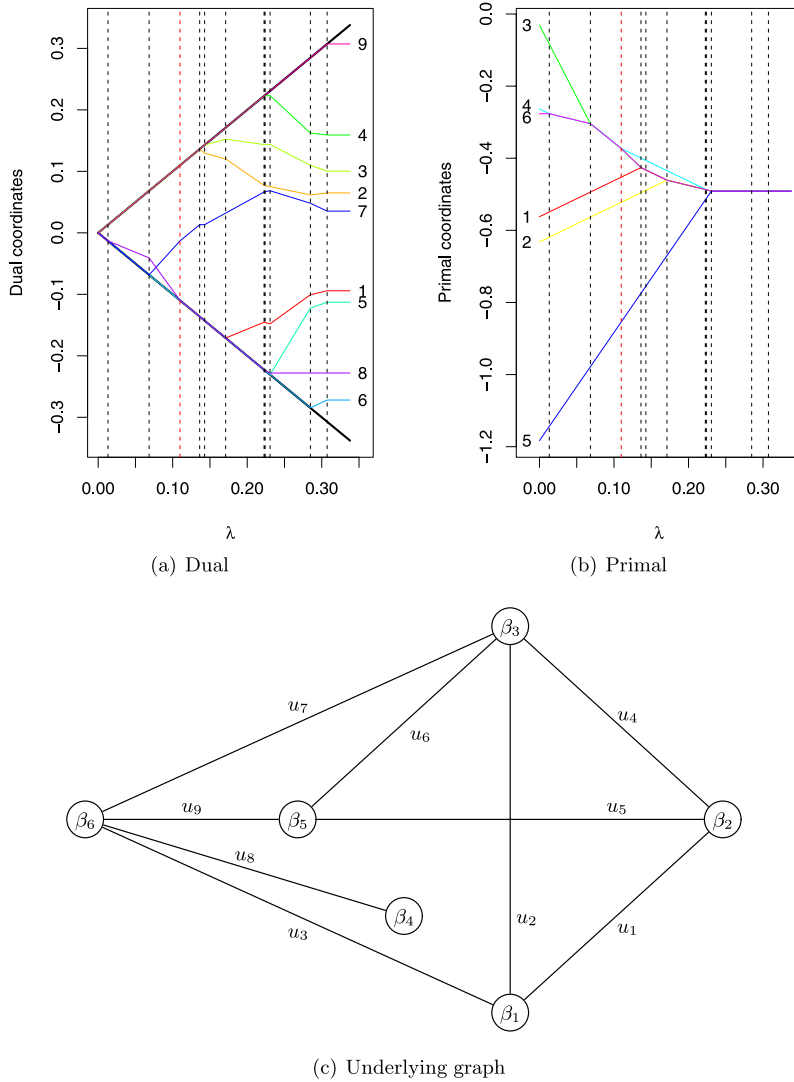 Dual coordinates
0.3
0.2
0.1
0.0
−0.1
−0.2
−0.3
9
4
3
2
7
1
5
8
6
0.00 0.10 0.20 0.30
λ
(a) Dual
Primal coordinates
0.0
−0.2
−0.4
−0.6
−0.8
−1.0
−1.2
3
4
6
1
2
5
0.00 0.10 0.20 0.30
λ
(b) Primal
β₃
u₇
u₄
u₆
β₆
u₉
β₅
u₅
β₂
u₈
β₄
u₃
u₂
u₁
β₁
(c) Underlying graph